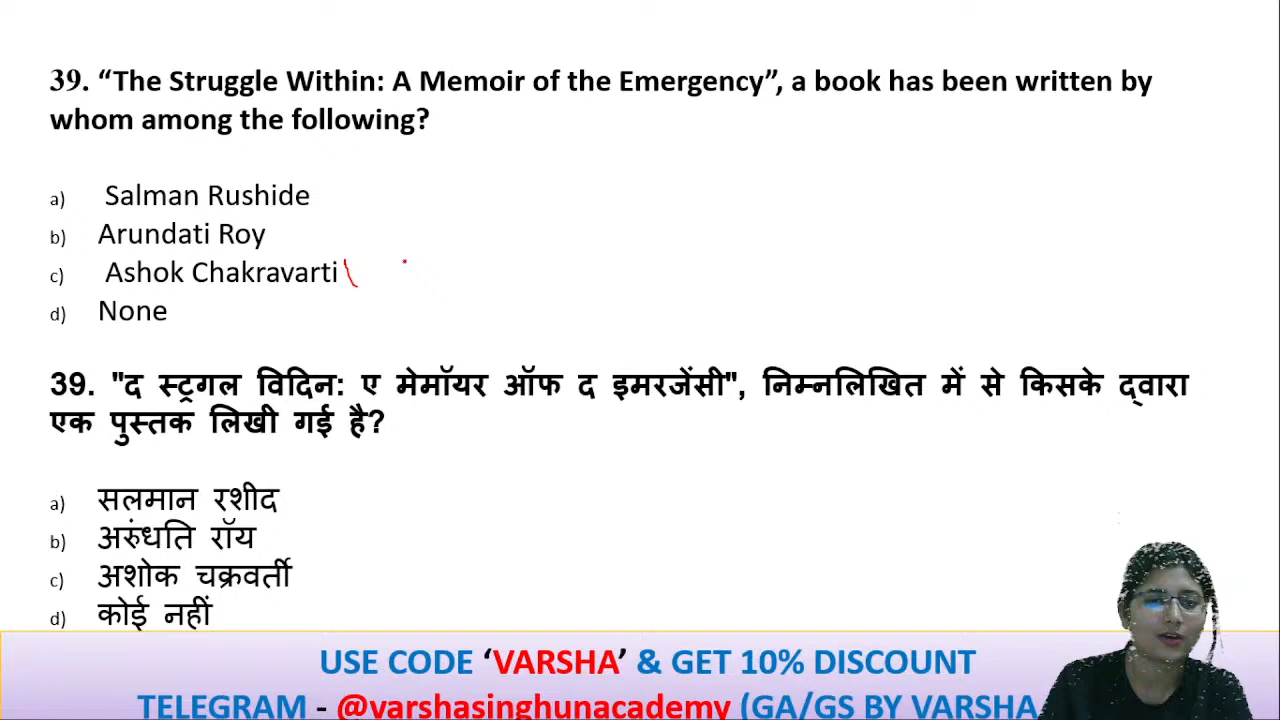 39. “The Struggle Within: A Memoir of the Emergency”, a book has been written by
whom among the following?
a) Salman Rushide
b) Arundati Roy
c) Ashok Chakravarti
d) None
39. "द स्ट्रगल विदिन: ए मेमॉयर ऑफ द इमरजेंसी", निम्नलिखित में से किसके द्वारा
एक पुस्तक लिखी गई है?
a) सलमान रशीद
b) अरुंधति रॉय
c) अशोक चक्रवर्ती
d) कोई नहीं
USE CODE ‘VARSHA’ & GET 10% DISCOUNT
TELEGRAM - @varshasinghunacademy (GA/GS BY VARSHA